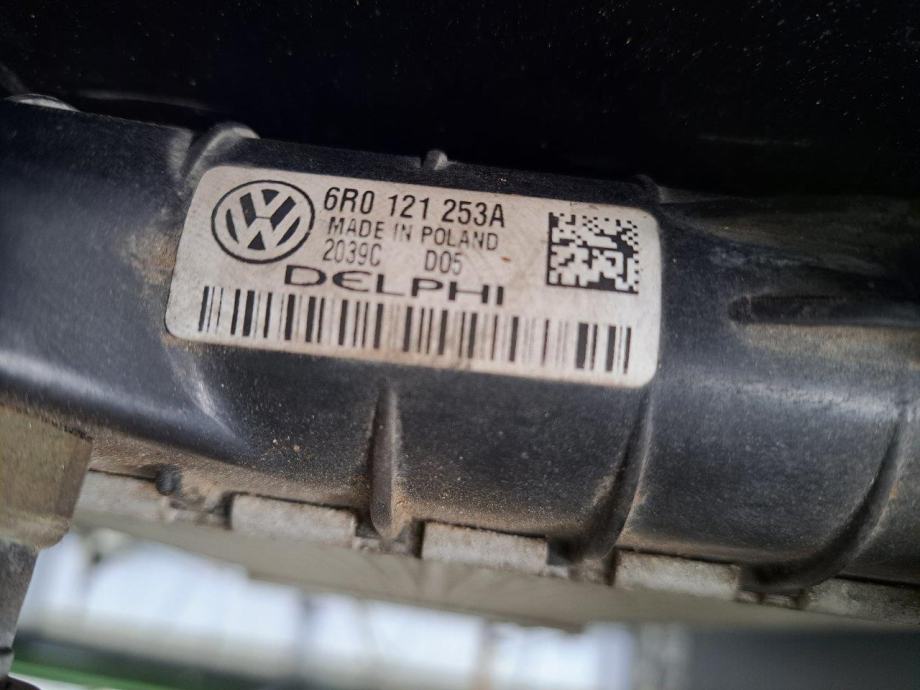 6R0 121 253A
MADE IN POLAND
2039C D05
DELPHI